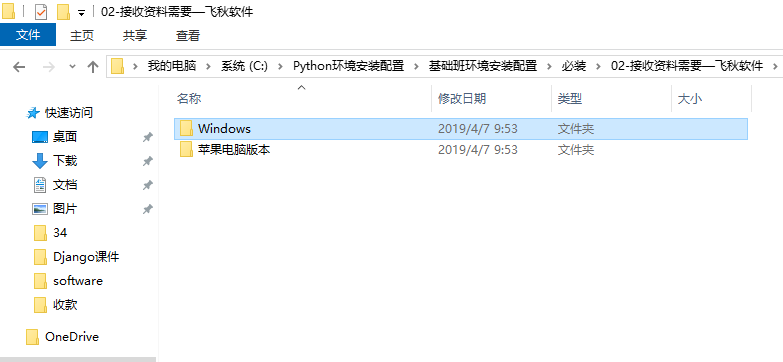 02-接收资料需要—飞秋软件
文件 主页 共享 查看
我的电脑 系统 (C:) Python环境安装配置 基础班环境安装配置 必装 02-接收资料需要—飞秋软件
名称 修改日期 类型 大小
快速访问
桌面
下载
文档
图片
34
Django课件
software
收款
OneDrive
Windows 2019/4/7 9:53 文件夹
苹果电脑版本 2019/4/7 9:53 文件夹